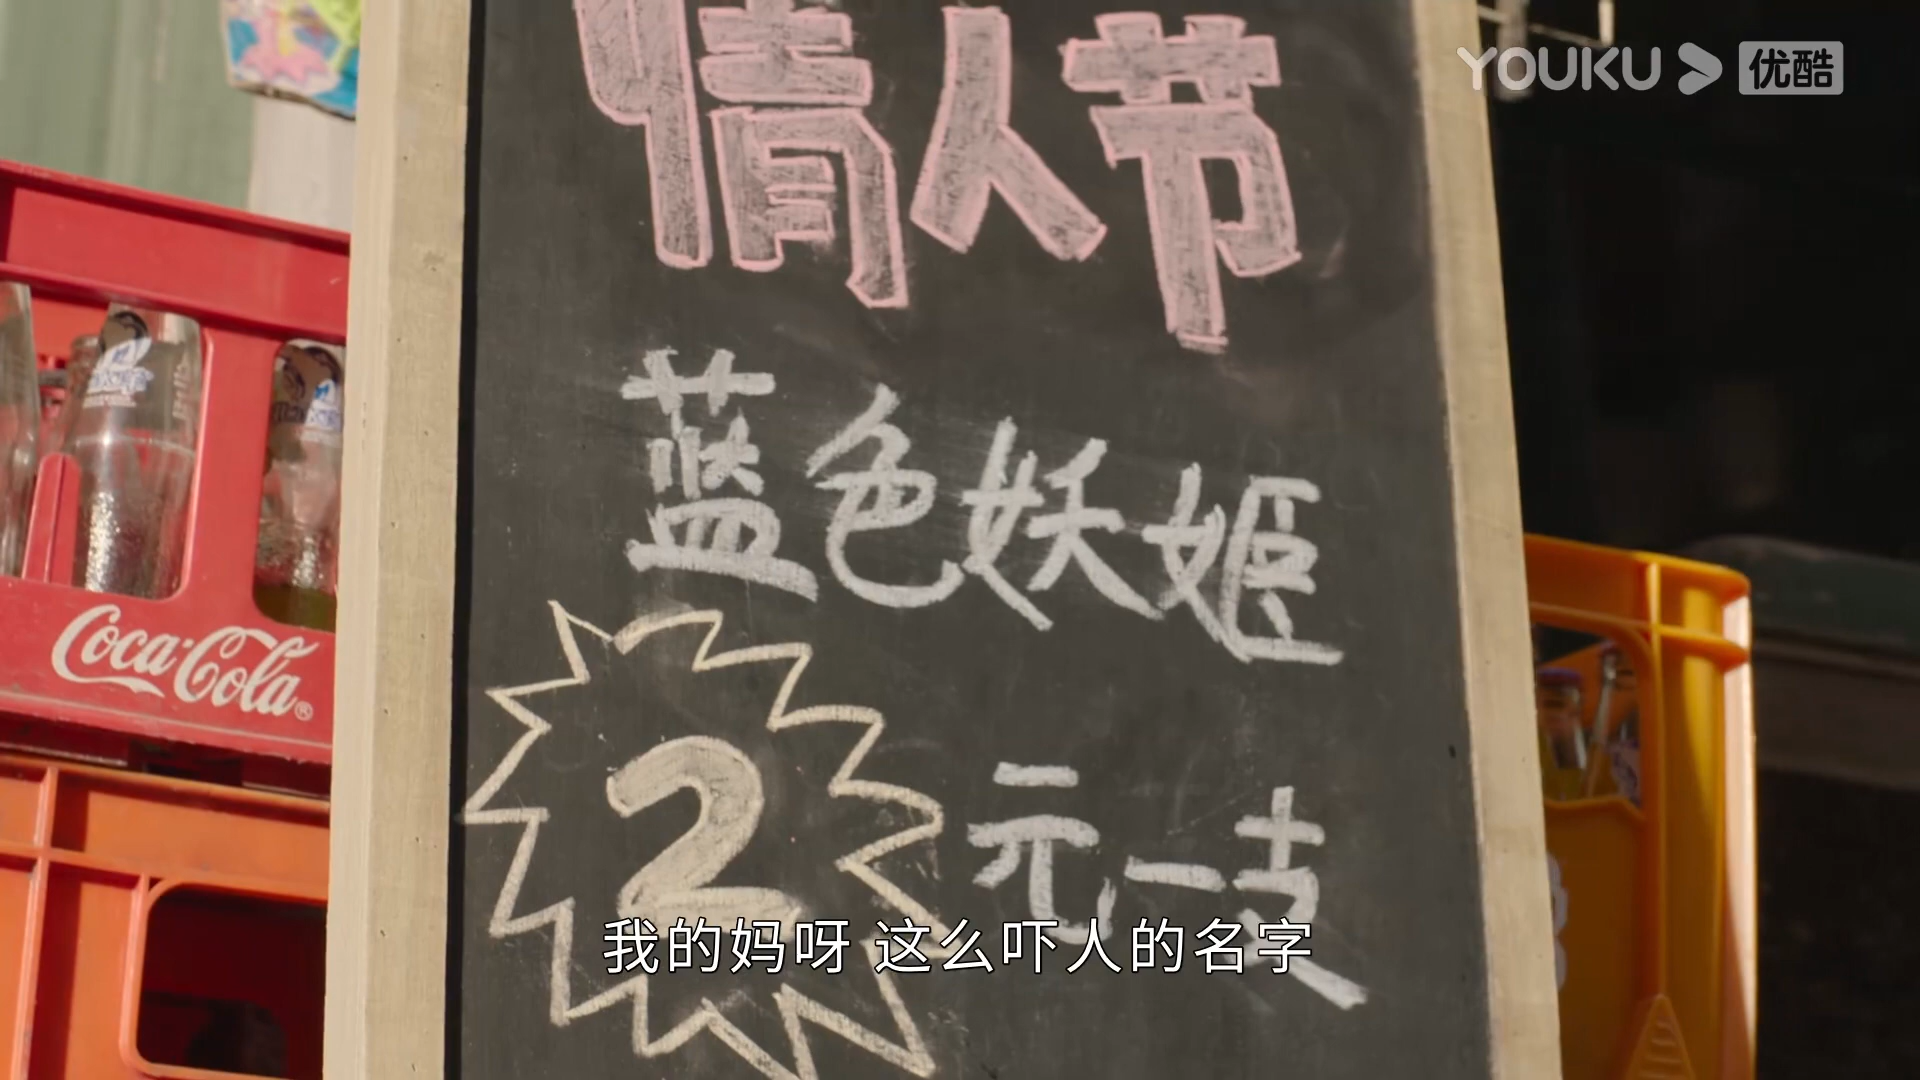 YOUKU 优酷
情人节
蓝色妖姬
2元一支
Coca-Cola®
我的妈呀 这么吓人的名字